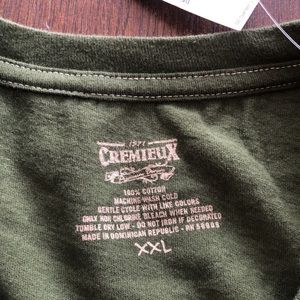 CREMIEUX
100% COTTON
MACHINE WASH COLD
GENTLE CYCLE WITH LIKE COLORS
ONLY NON CHLORINE BLEACH WHEN NEEDED
TUMBLE DRY LOW - DO NOT IRON IF DECORATED
MADE IN DOMINICAN REPUBLIC - RN
XXL